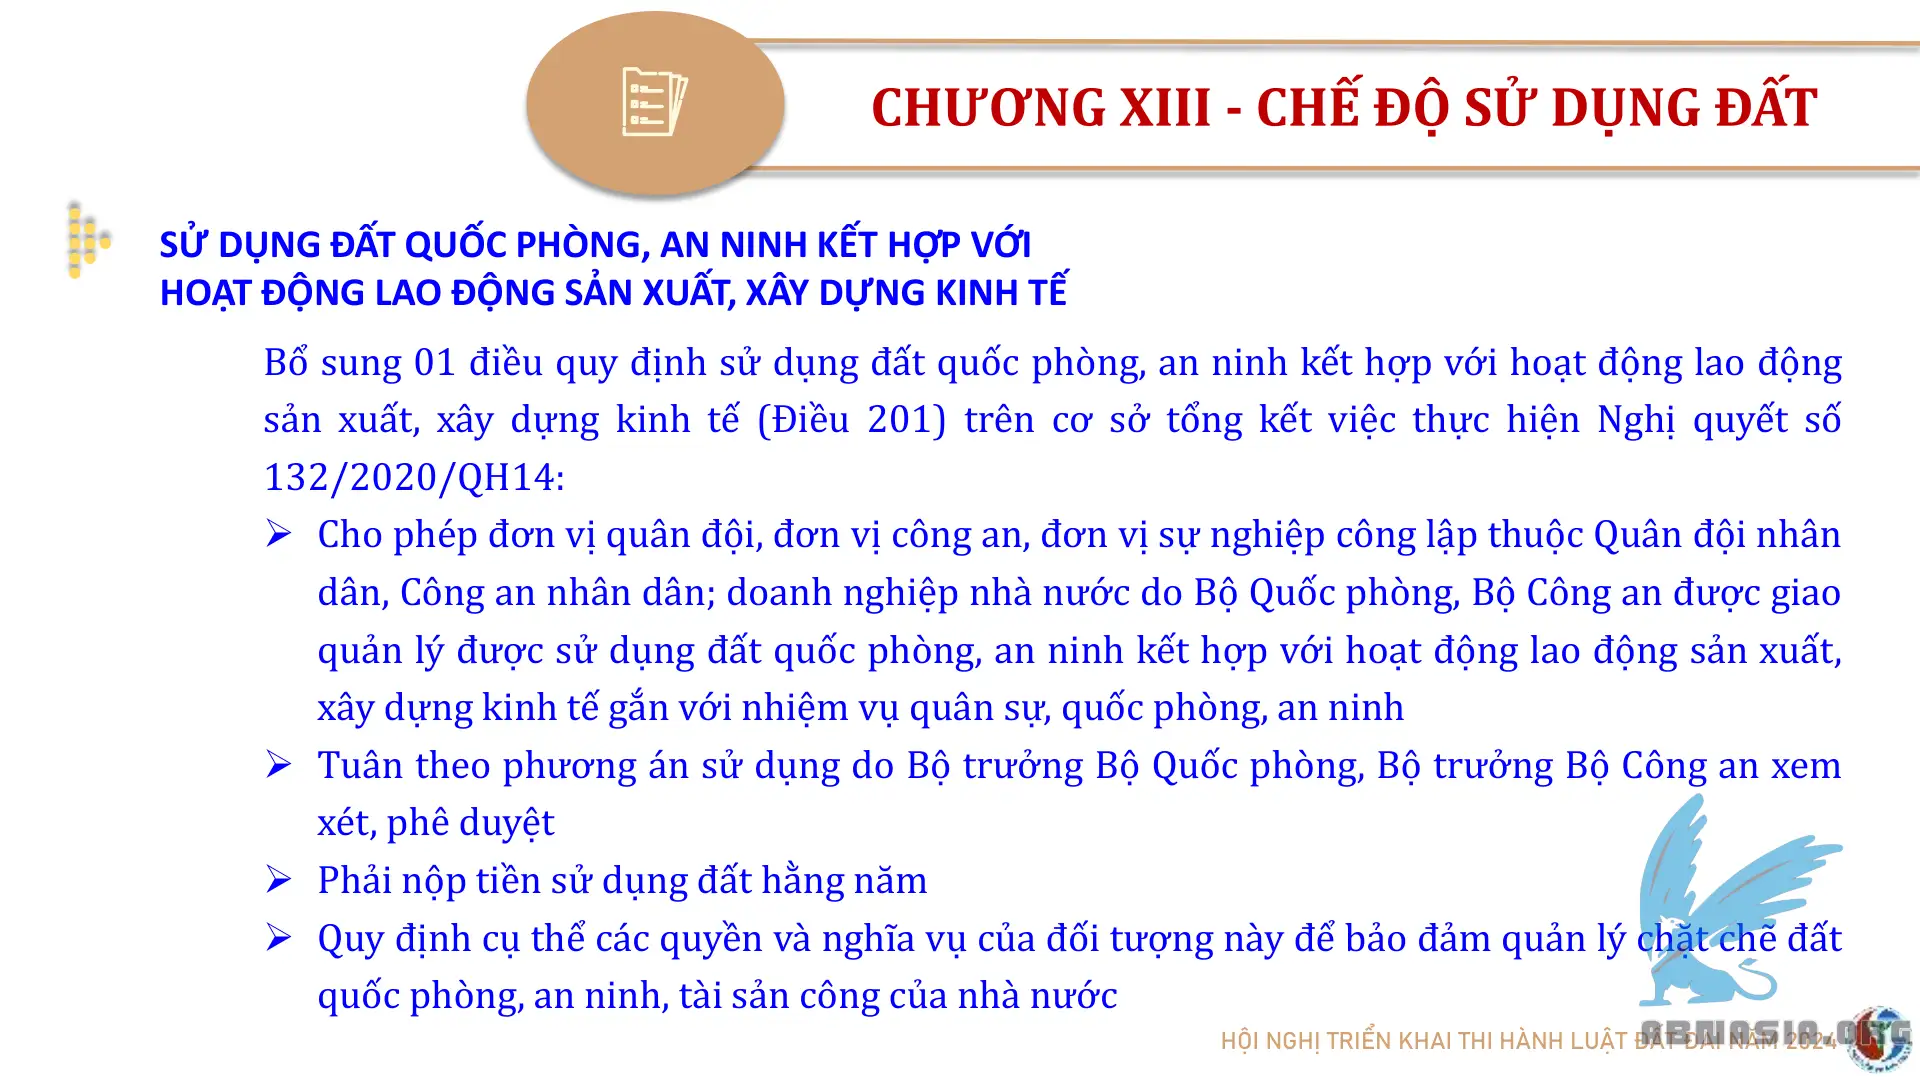 CHƯƠNG XIII - CHẾ ĐỘ SỬ DỤNG ĐẤT
SỬ DỤNG ĐẤT QUỐC PHÒNG, AN NINH KẾT HỢP VỚI
HOẠT ĐỘNG LAO ĐỘNG SẢN XUẤT, XÂY DỰNG KINH TẾ
Bổ sung 01 điều quy định sử dụng đất quốc phòng, an ninh kết hợp với hoạt động lao động
sản xuất, xây dựng kinh tế (Điều 201) trên cơ sở tổng kết việc thực hiện Nghị quyết số
132/2020/QH14:
➢ Cho phép đơn vị quân đội, đơn vị công an, đơn vị sự nghiệp công lập thuộc Quân đội nhân
dân, Công an nhân dân; doanh nghiệp nhà nước do Bộ Quốc phòng, Bộ Công an được giao
quản lý được sử dụng đất quốc phòng, an ninh kết hợp với hoạt động lao động sản xuất,
xây dựng kinh tế gắn với nhiệm vụ quân sự, quốc phòng, an ninh
➢ Tuân theo phương án sử dụng do Bộ trưởng Bộ Quốc phòng, Bộ trưởng Bộ Công an xem
xét, phê duyệt
➢ Phải nộp tiền sử dụng đất hằng năm
➢ Quy định cụ thể các quyền và nghĩa vụ của đối tượng này để bảo đảm quản lý chặt chẽ đất
quốc phòng, an ninh, tài sản công của nhà nước
HỘI NGHỊ TRIỂN KHAI THI HÀNH LUẬT ĐẤT ĐAI NĂM 2024
ABMASIA.ORG